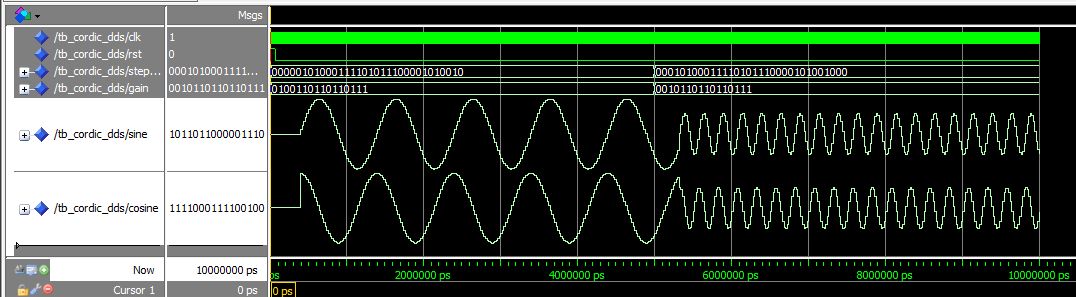 Msgs
/tb_cordic_dds/clk 1
/tb_cordic_dds/rst 0
/tb_cordic_dds/step... 0001010001111... 00000101000111101011100001010010 00010100011110101110000101001000
/tb_cordic_dds/gain 0010110110110111 0100110110110111 0010110110110111
/tb_cordic_dds/sine 1011011000001110
/tb_cordic_dds/cosine 1111000111100100
Now 10000000 ps ps 2000000 ps 4000000 ps 6000000 ps 8000000 ps 10000000 ps
Cursor 1 0 ps 0 ps